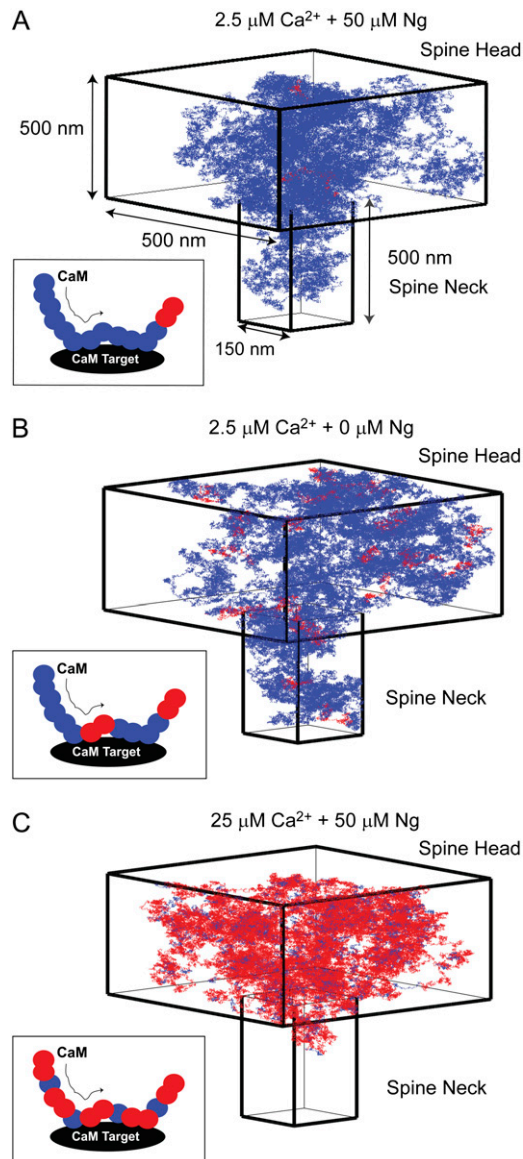 A
2.5 μM Ca²⁺ + 50 μM Ng
Spine Head
500 nm
500 nm
500 nm
Spine Neck
150 nm
CaM
CaM Target
B
2.5 μM Ca²⁺ + 0 μM Ng
Spine Head
Spine Neck
CaM
CaM Target
C
25 μM Ca²⁺ + 50 μM Ng
Spine Head
Spine Neck
CaM
CaM Target